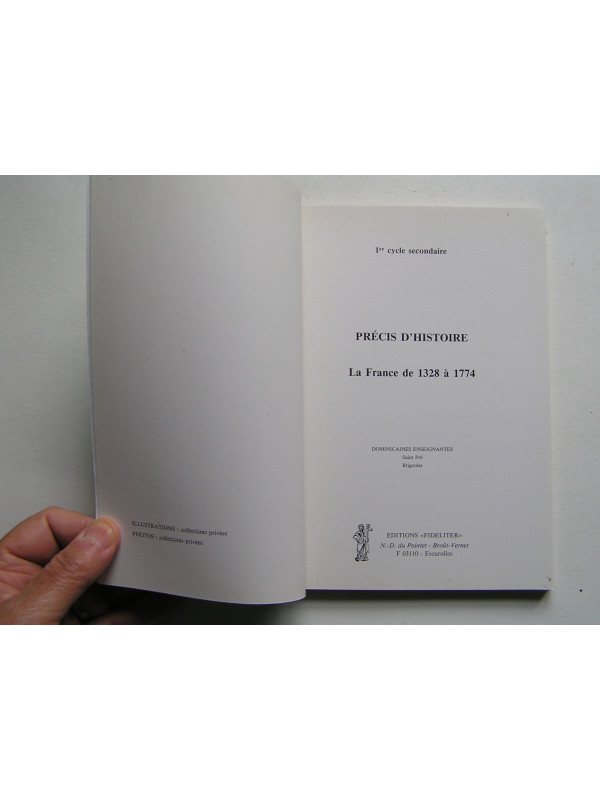 ILLUSTRATIONS : collections privées
PHOTOS : collections privées
1er cycle secondaire
PRÉCIS D'HISTOIRE
La France de 1328 à 1774
DOMINICAINES ENSEIGNANTES
Saint Pré
Brignoles
EDITIONS «FIDELITER»
N.-D. du Pointet - Broût-Vernet
F 03110 - Escurolles